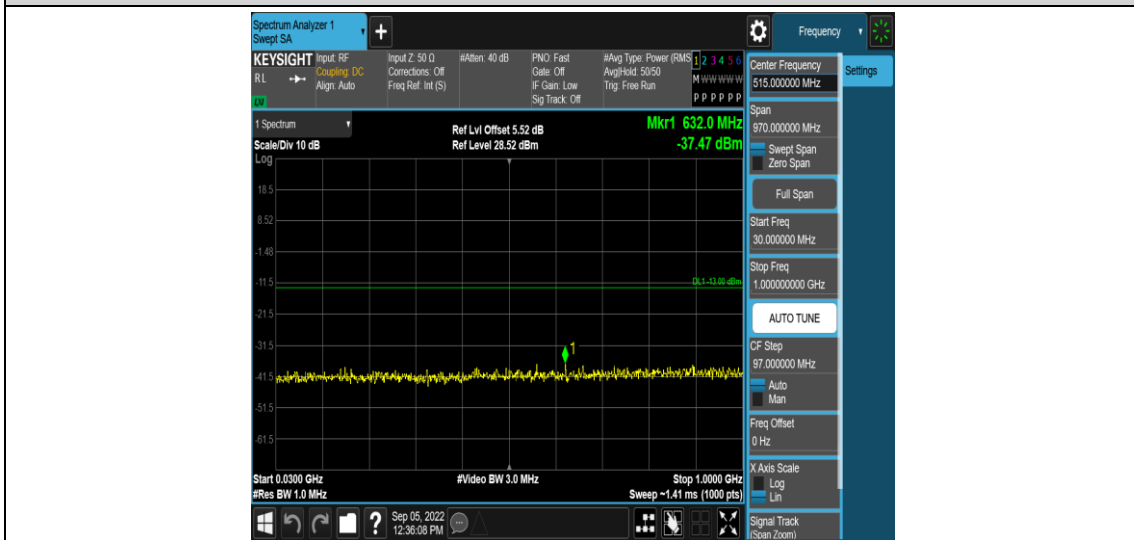 Spectrum Analyzer 1
Swept SA
+
Frequency
KEYSIGHT
RL
LXI
Input: RF
Coupling: DC
Align: Auto
Input Z: 50 Ω
Corrections: Off
Freq Ref: Int (S)
#Atten: 40 dB
PNO: Fast
Gate: Off
IF Gain: Low
Sig Track: Off
#Avg Type: Power (RMS
Avg|Hold: 50/50
Trig: Free Run
1 2 3 4 5 6
M W W W W W
P P P P P P
1 Spectrum
Ref Lvl Offset 5.52 dB
Mkr1 632.0 MHz
Scale/Div 10 dB
Ref Level 28.52 dBm
-37.47 dBm
Log
18.5
8.52
-1.48
-11.5
DL1 -13.00 dBm
-21.5
-31.5
1
-41.5
-51.5
-61.5
Start 0.0300 GHz
#Video BW 3.0 MHz
Stop 1.0000 GHz
#Res BW 1.0 MHz
Sweep ~1.41 ms (1000 pts)
?
Sep 05, 2022
12:36:08 PM
Center Frequency
515.000000 MHz
Settings
Span
970.000000 MHz
Swept Span
Zero Span
Full Span
Start Freq
30.000000 MHz
Stop Freq
1.000000000 GHz
AUTO TUNE
CF Step
97.000000 MHz
Auto
Man
Freq Offset
0 Hz
X Axis Scale
Log
Lin
Signal Track
(Span Zoom)